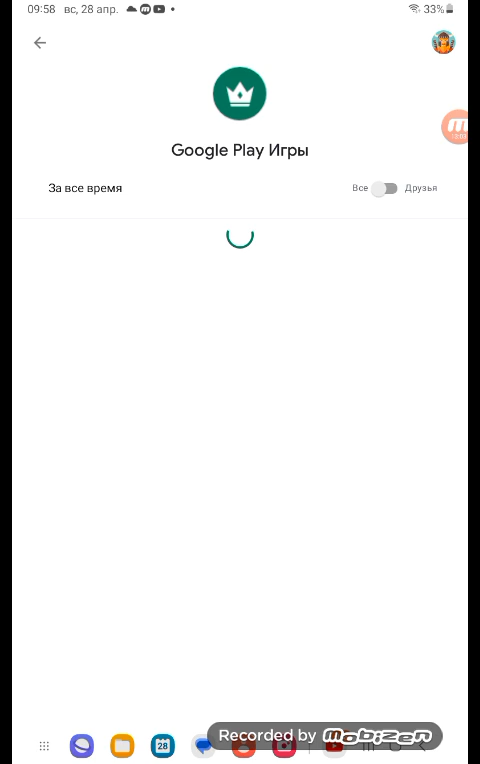 09:58 вс, 28 апр. 33%
Google Play Игры
За все время Все Друзья
28
Recorded by Mobizen